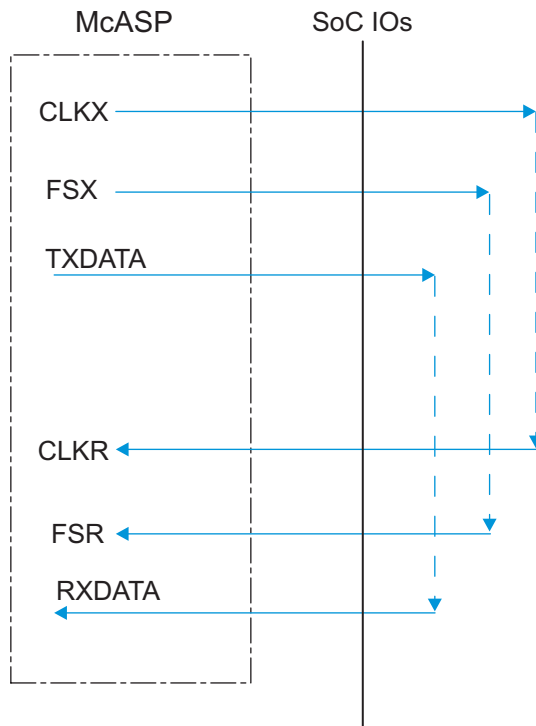 McASP
SoC IOs
CLKX
FSX
TXDATA
CLKR
FSR
RXDATA